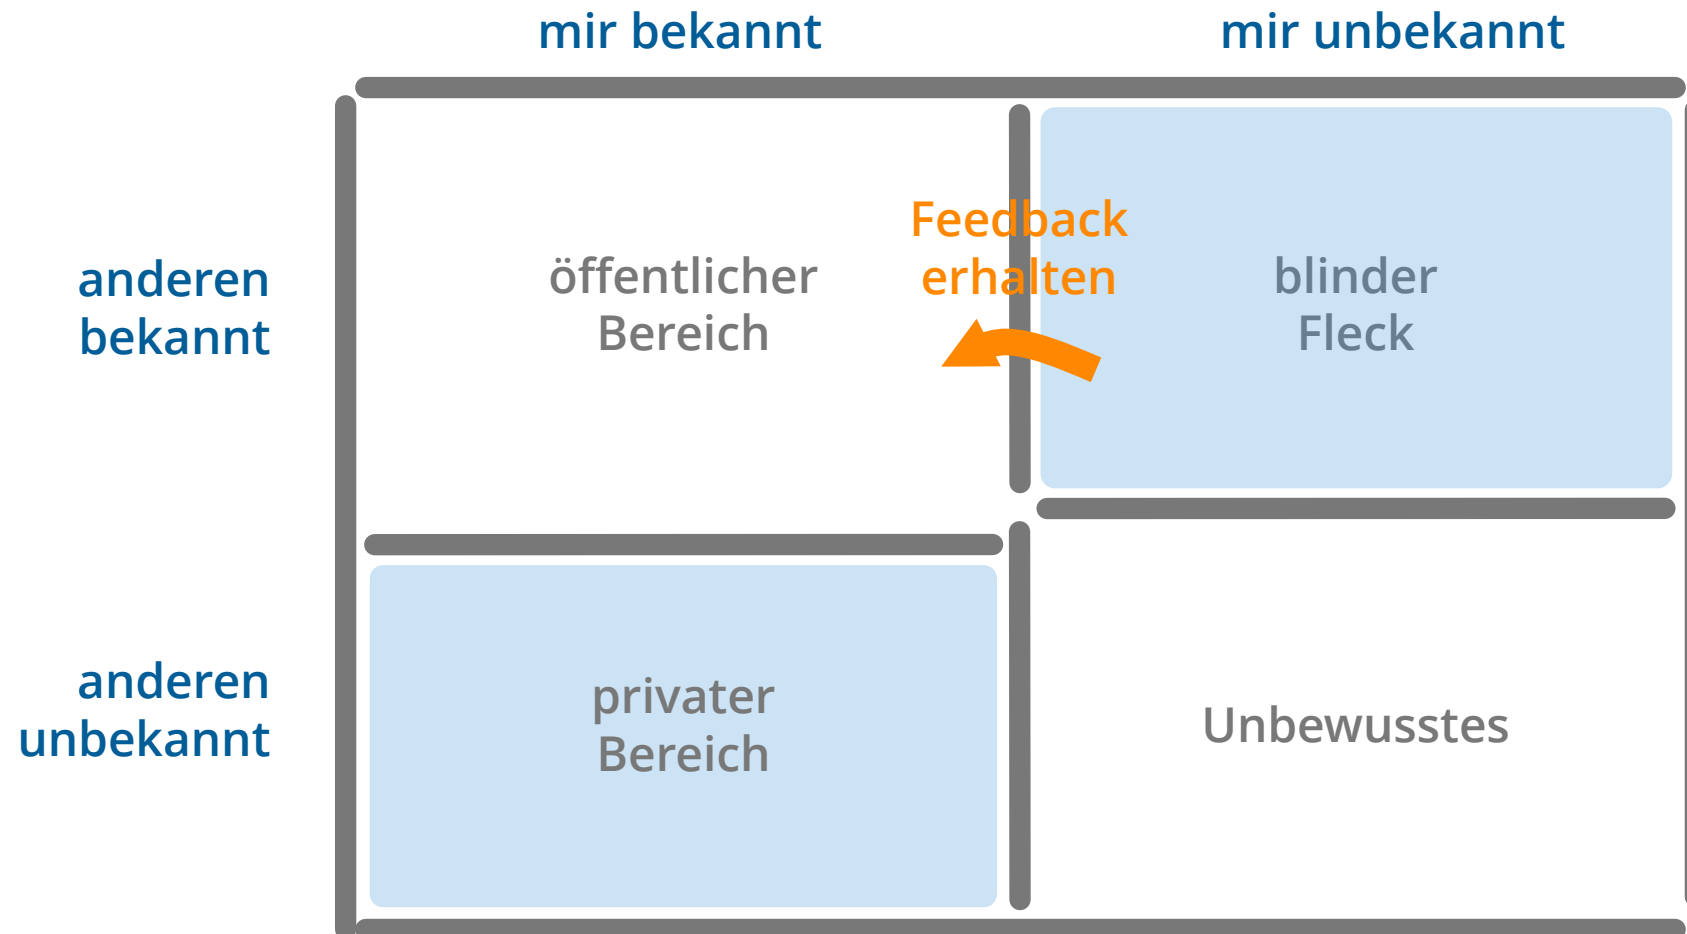 mir bekannt
mir unbekannt
Feedback
erhalten
anderen
bekannt
öffentlicher
Bereich
blinder
Fleck
anderen
unbekannt
privater
Bereich
Unbewusstes